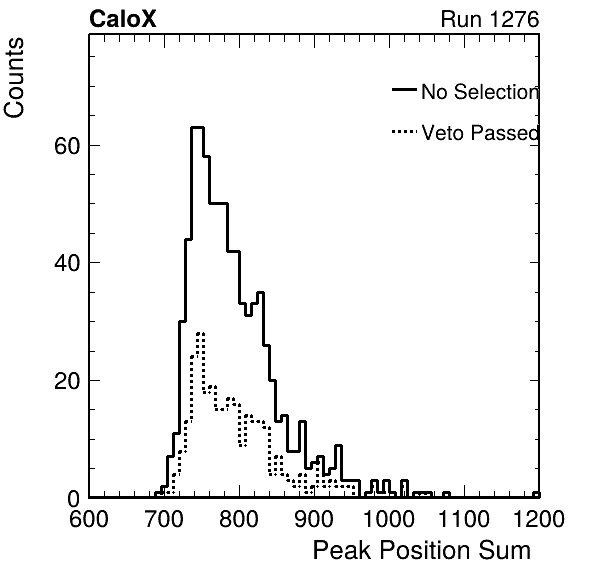 CaloX Run 1276
Counts
No Selection
Veto Passed
60
40
20
0
600 700 800 900 1000 1100 1200
Peak Position Sum